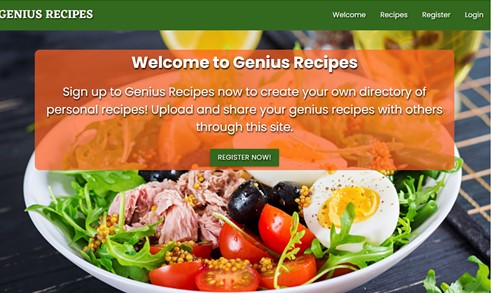 GENIUS RECIPES
Welcome Recipes Register Login
Welcome to Genius Recipes
Sign up to Genius Recipes now to create your own directory of
personal recipes! Upload and share your genius recipes with others
through this site.
REGISTER NOW!